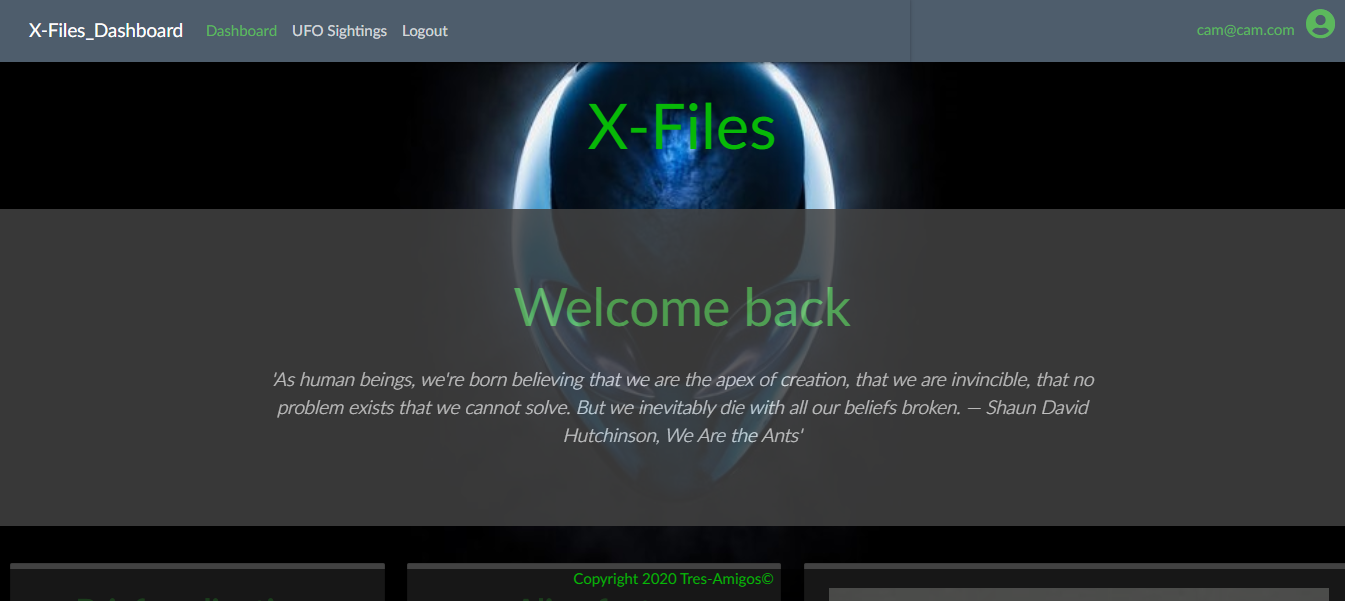 X-Files_Dashboard Dashboard UFO Sightings Logout cam@cam.com
X-Files
Welcome back
'As human beings, we're born believing that we are the apex of creation, that we are invincible, that no
problem exists that we cannot solve. But we inevitably die with all our beliefs broken. — Shaun David
Hutchinson, We Are the Ants'
Copyright 2020 Tres-Amigos©